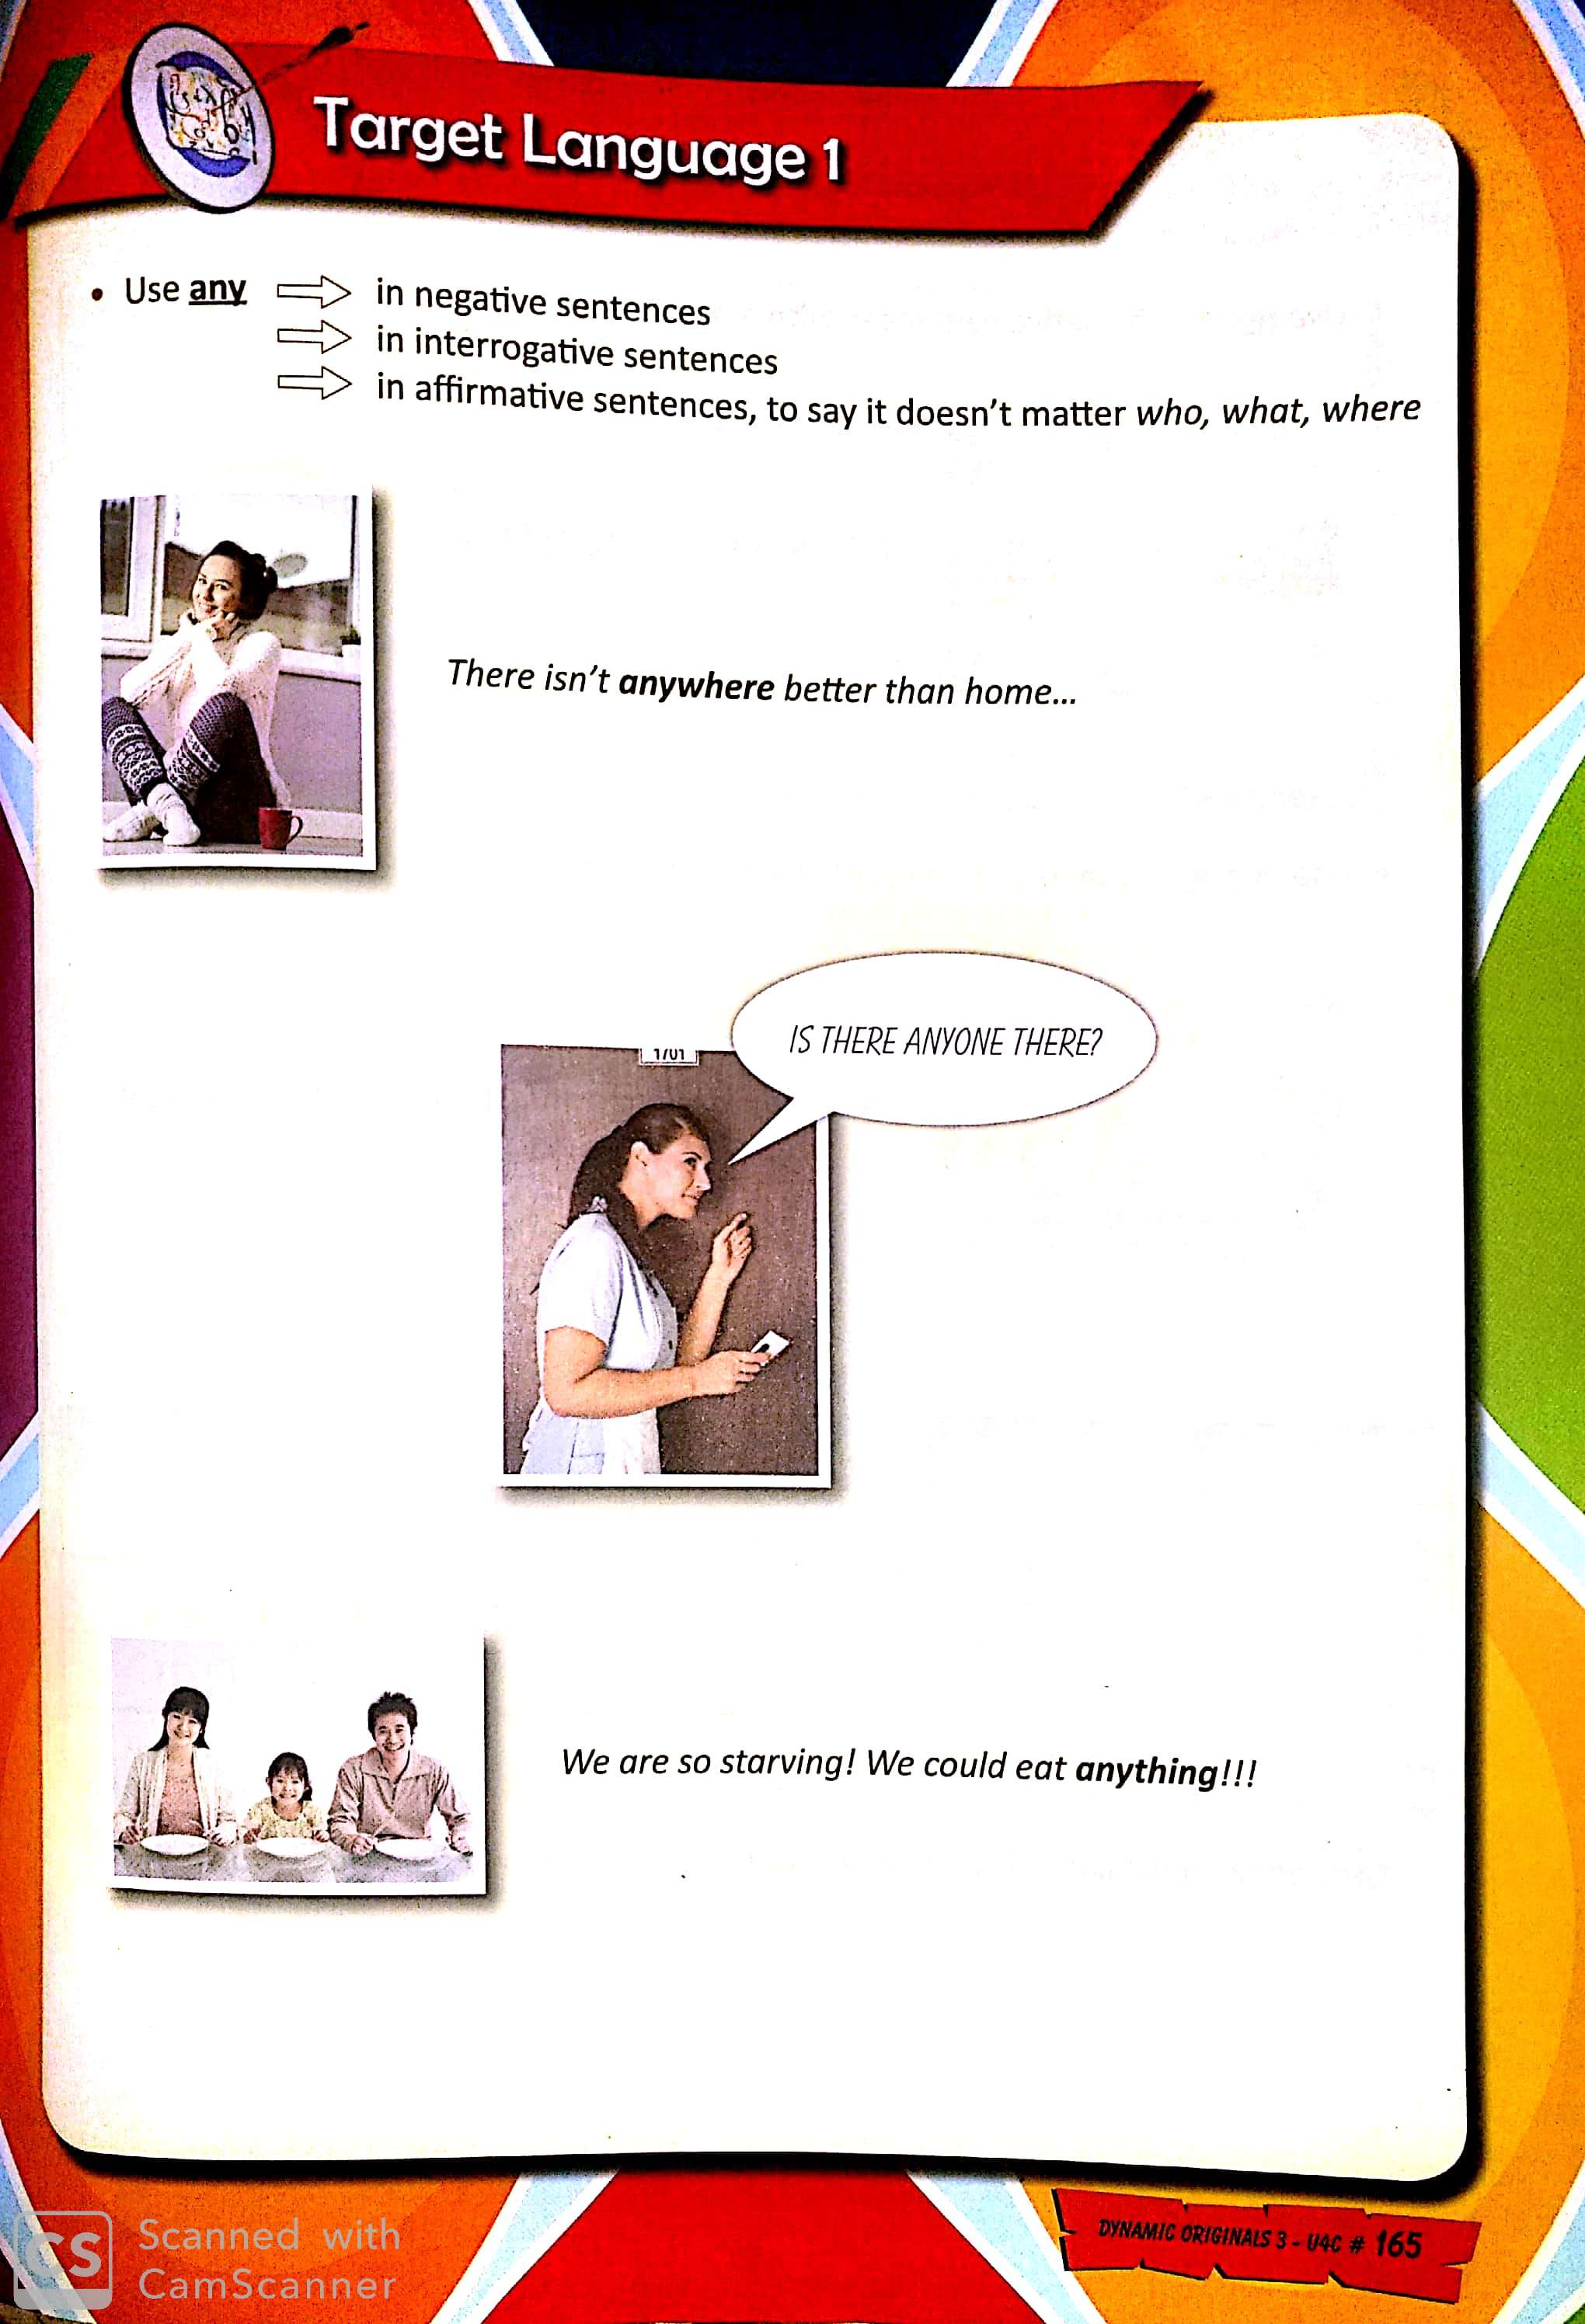 Target Language 1
• Use any ⇨ in negative sentences
⇨ in interrogative sentences
⇨ in affirmative sentences, to say it doesn't matter who, what, where
There isn't anywhere better than home...
IS THERE ANYONE THERE?
1701
We are so starving! We could eat anything!!!
DYNAMIC ORIGINALS 3 - U4C # 165
CS Scanned with
CamScanner